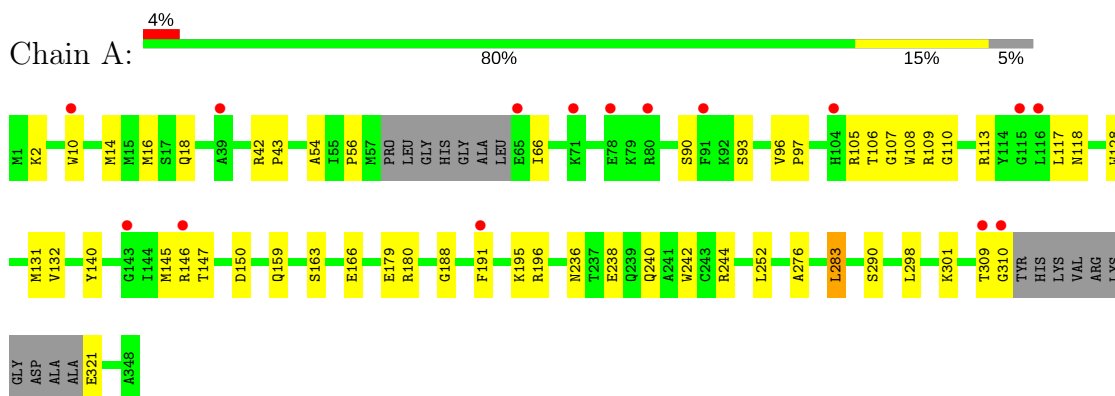 4%
Chain A:
80% 15% 5%
M1 K2 W10 M14 M15 M16 S17 Q18 A39 R42 P43 A54 I55 P56 M57 PRO LEU GLY HIS GLY ALA LEU E65 I66 K71 E78 K79 R80 S90 F91 K92 S93 V96 P97 H104 R105 T106 G107 W108 R109 G110 R113 Y114 G115 L116 L117 N118
M131 V132 Y140 G143 I144 M145 R146 T147 D150 Q159 S163 E166 E179 R180 G188 F191 K195 R196 N236 T237 E238 Q239 Q240 A241 W242 C243 R244 L252 A276 L283 S290 L298 K301 T309 G310 TYR HIS LYS VAL ARG LYS
GLY ASP ALA ALA E321 A348